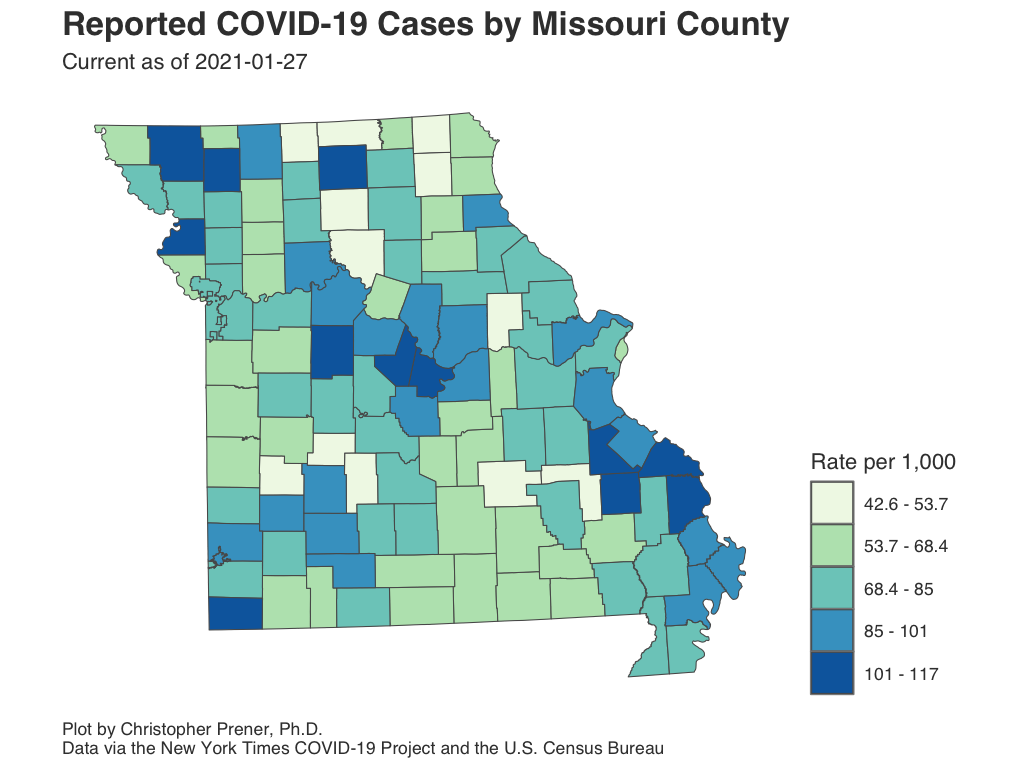 Reported COVID-19 Cases by Missouri County
Current as of 2021-01-27
Rate per 1,000
42.6 - 53.7
53.7 - 68.4
68.4 - 85
85 - 101
101 - 117
Plot by Christopher Prener, Ph.D.
Data via the New York Times COVID-19 Project and the U.S. Census Bureau